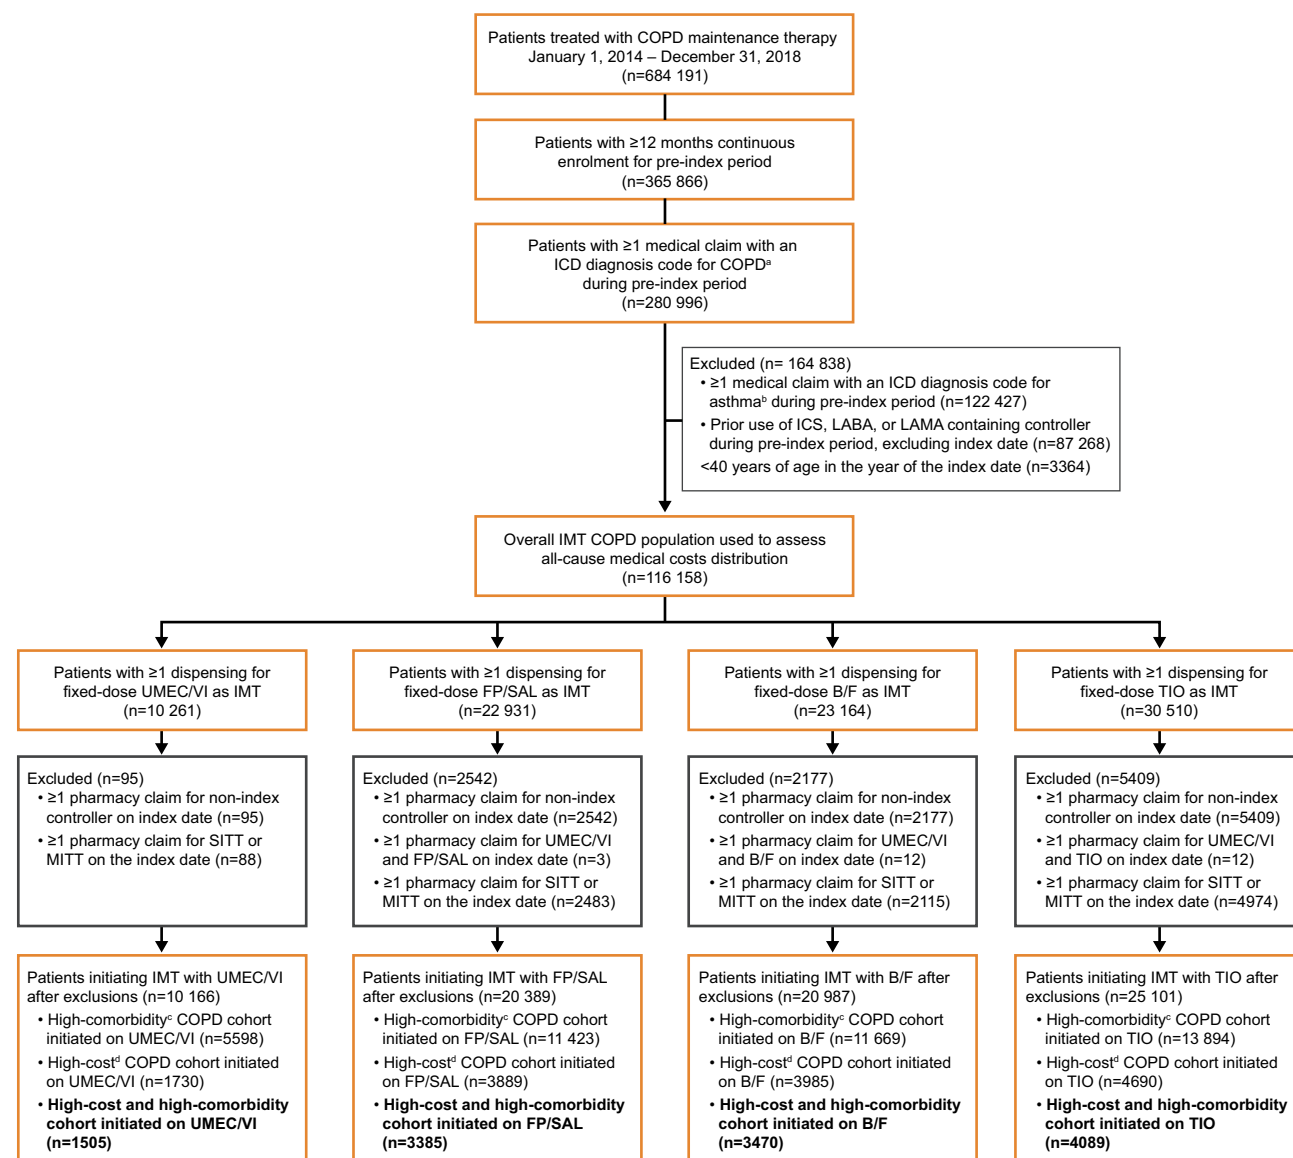 Patients treated with COPD maintenance therapy
January 1, 2014 – December 31, 2018
(n=684 191)
Patients with ≥12 months continuous
enrolment for pre-index period
(n=365 866)
Patients with ≥1 medical claim with an
ICD diagnosis code for COPDᵃ
during pre-index period
(n=280 996)
Excluded (n= 164 838)
• ≥1 medical claim with an ICD diagnosis code for
asthmaᵇ during pre-index period (n=122 427)
• Prior use of ICS, LABA, or LAMA containing controller
during pre-index period, excluding index date (n=87 268)
<40 years of age in the year of the index date (n=3364)
Overall IMT COPD population used to assess
all-cause medical costs distribution
(n=116 158)
Patients with ≥1 dispensing for
fixed-dose UMEC/VI as IMT
(n=10 261)
Patients with ≥1 dispensing for
fixed-dose FP/SAL as IMT
(n=22 931)
Patients with ≥1 dispensing for
fixed-dose B/F as IMT
(n=23 164)
Patients with ≥1 dispensing for
fixed-dose TIO as IMT
(n=30 510)
Excluded (n=95)
• ≥1 pharmacy claim for non-index
controller on index date (n=95)
• ≥1 pharmacy claim for SITT or
MITT on the index date (n=88)
Excluded (n=2542)
• ≥1 pharmacy claim for non-index
controller on index date (n=2542)
• ≥1 pharmacy claim for UMEC/VI
and FP/SAL on index date (n=3)
• ≥1 pharmacy claim for SITT or
MITT on the index date (n=2483)
Excluded (n=2177)
• ≥1 pharmacy claim for non-index
controller on index date (n=2177)
• ≥1 pharmacy claim for UMEC/VI
and B/F on index date (n=12)
• ≥1 pharmacy claim for SITT or
MITT on the index date (n=2115)
Excluded (n=5409)
• ≥1 pharmacy claim for non-index
controller on index date (n=5409)
• ≥1 pharmacy claim for UMEC/VI
and TIO on index date (n=12)
• ≥1 pharmacy claim for SITT or
MITT on the index date (n=4974)
Patients initiating IMT with UMEC/VI
after exclusions (n=10 166)
• High-comorbidityᶜ COPD cohort
initiated on UMEC/VI (n=5598)
• High-costᵈ COPD cohort initiated
on UMEC/VI (n=1730)
• High-cost and high-comorbidity
cohort initiated on UMEC/VI
(n=1505)
Patients initiating IMT with FP/SAL
after exclusions (n=20 389)
• High-comorbidityᶜ COPD cohort
initiated on FP/SAL (n=11 423)
• High-costᵈ COPD cohort initiated
on FP/SAL (n=3889)
• High-cost and high-comorbidity
cohort initiated on FP/SAL
(n=3385)
Patients initiating IMT with B/F after
exclusions (n=20 987)
• High-comorbidityᶜ COPD cohort
initiated on B/F (n=11 669)
• High-costᵈ COPD cohort initiated
on B/F (n=3985)
• High-cost and high-comorbidity
cohort initiated on B/F
(n=3470)
Patients initiating IMT with TIO after
exclusions (n=25 101)
• High-comorbidityᶜ COPD cohort
initiated on TIO (n=13 894)
• High-costᵈ COPD cohort initiated
on TIO (n=4690)
• High-cost and high-comorbidity
cohort initiated on TIO
(n=4089)